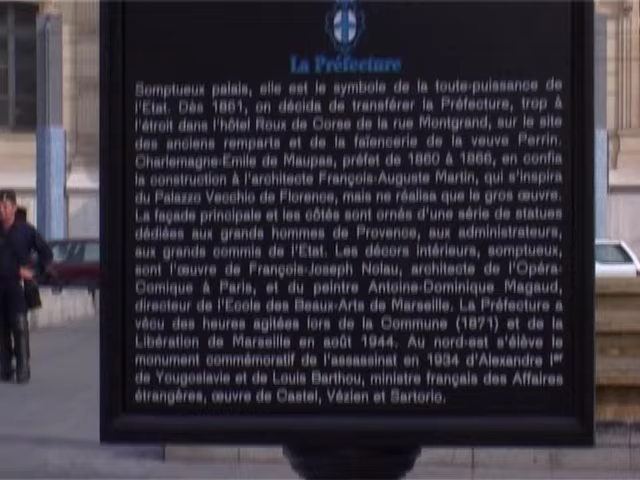 La Préfecture
Somptueux palais, elle est le symbole de la toute-puissance de
l'Etat. Dès 1861, on décida de transférer la Préfecture, trop à
l'étroit dans l'hôtel Roux de Corse de la rue Montgrand, sur le site
des anciens remparts et de la faïencerie de la veuve Perrin.
Charlemagne-Emile de Maupas, préfet de 1860 à 1866, en confia
la construction à l'architecte François-Auguste Martin, qui s'inspira
du Palazzo Vecchio de Florence, mais ne réalisa que le gros œuvre.
La façade principale et les côtés sont ornés d'une série de statues
dédiées aux grands hommes de Provence, aux administrateurs,
aux grands commis de l'Etat. Les décors intérieurs, somptueux,
sont l'œuvre de François-Joseph Nolau, architecte de l'Opéra-
Comique à Paris, et du peintre Antoine-Dominique Magaud,
directeur de l'Ecole des Beaux-Arts de Marseille. La Préfecture a
vécu des heures agitées lors de la Commune (1871) et de la
Libération de Marseille en août 1944. Au nord-est s'élève le
monument commémoratif de l'assassinat en 1934 d'Alexandre Ier
de Yougoslavie et de Louis Barthou, ministre français des Affaires
étrangères, œuvre de Castel, Vézien et Sartorio.